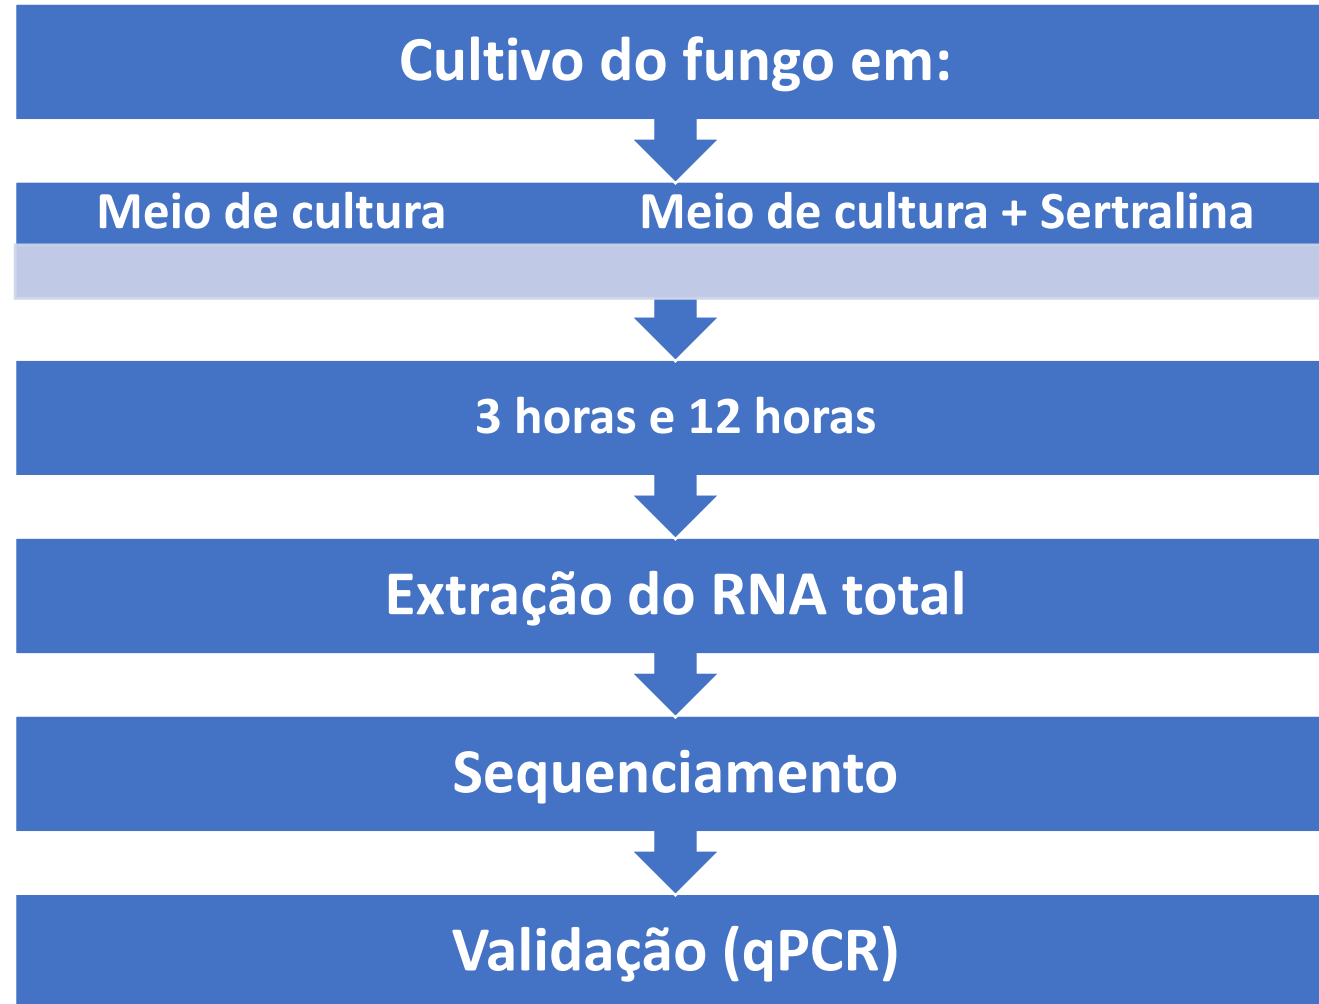 Cultivo do fungo em:
Meio de cultura
Meio de cultura + Sertralina
3 horas e 12 horas
Extração do RNA total
Sequenciamento
Validação (qPCR)